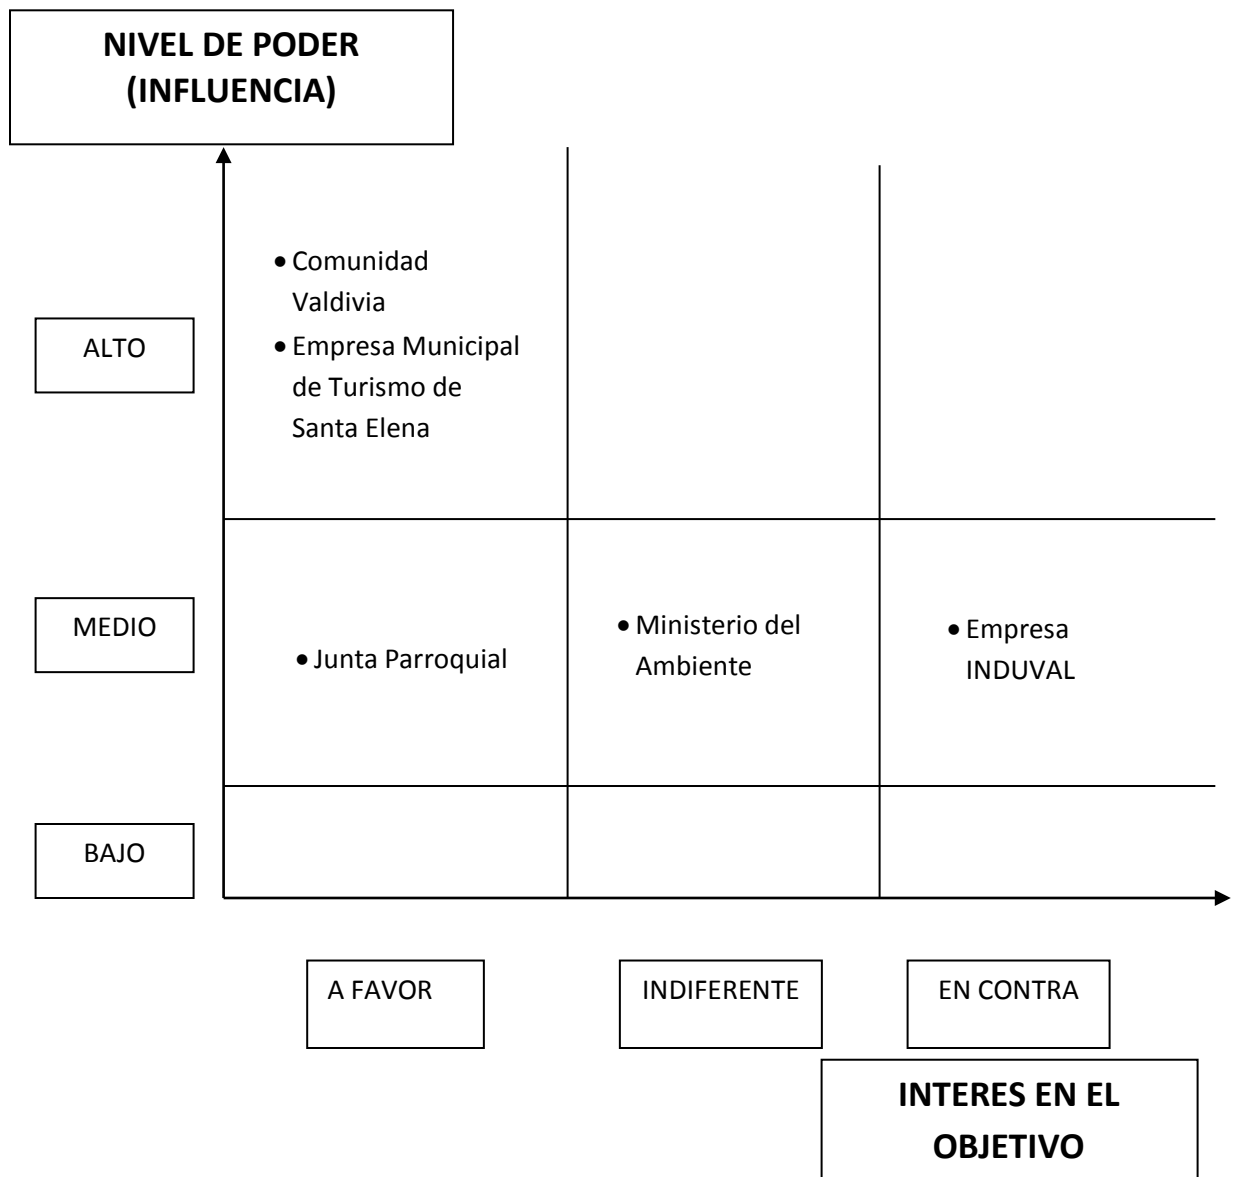 NIVEL DE PODER
(INFLUENCIA)
• Comunidad
Valdivia
• Empresa Municipal
de Turismo de
Santa Elena
ALTO
MEDIO
• Junta Parroquial
• Ministerio del
Ambiente
• Empresa
INDUVAL
BAJO
A FAVOR
INDIFERENTE
EN CONTRA
INTERES EN EL
OBJETIVO